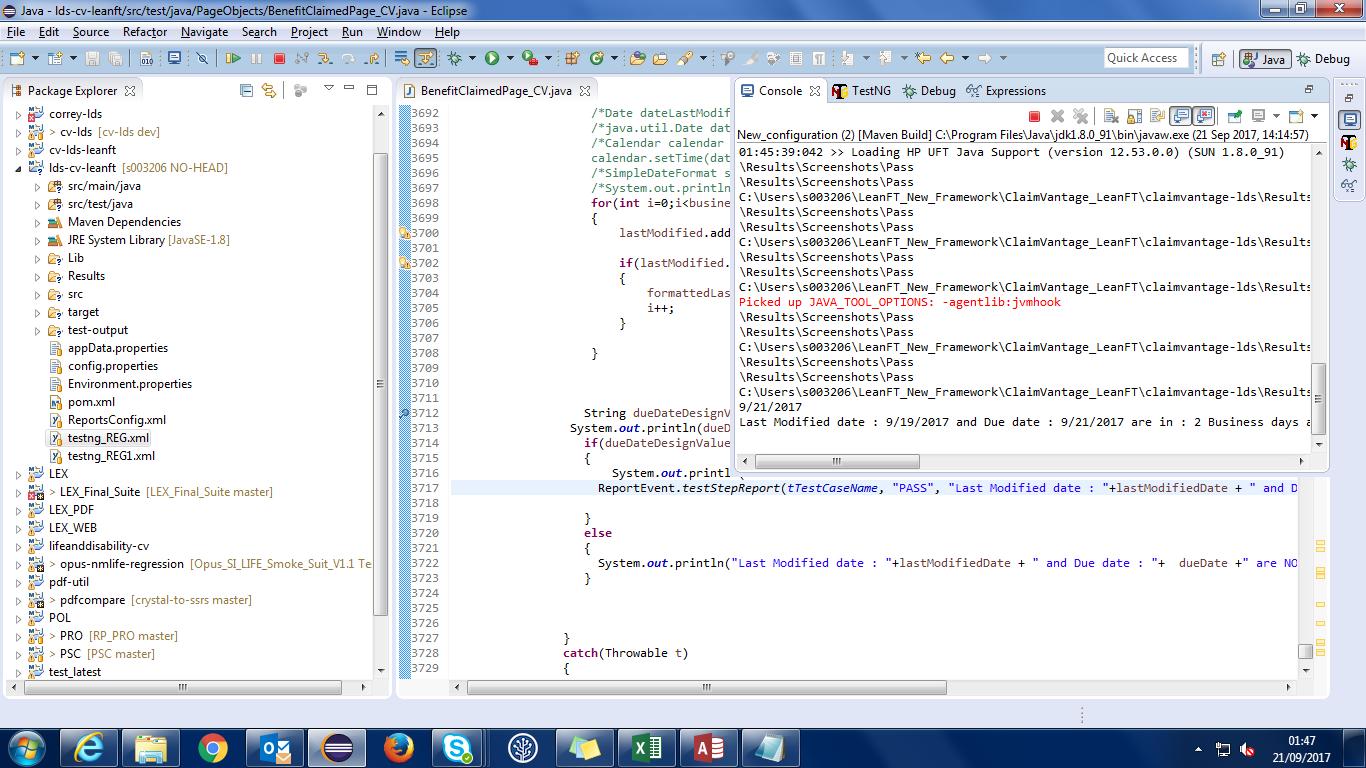 Java - lds-cv-leanft/src/test/java/PageObjects/BenefitClaimedPage_CV.java - Eclipse
File Edit Source Refactor Navigate Search Project Run Window Help
Quick Access
Java
Debug
Package Explorer
correy-lds
> cv-lds [cv-lds dev]
cv-lds-leanft
lds-cv-leanft [s003206 NO-HEAD]
src/main/java
src/test/java
Maven Dependencies
JRE System Library [JavaSE-1.8]
Lib
Results
src
target
test-output
appData.properties
config.properties
Environment.properties
pom.xml
ReportsConfig.xml
testng_REG.xml
testng_REG1.xml
LEX
> LEX_Final_Suite [LEX_Final_Suite master]
LEX_PDF
LEX_WEB
lifeanddisability-cv
> opus-nmlife-regression [Opus_SI_LIFE_Smoke_Suit_V1.1 Te
pdf-util
> pdfcompare [crystal-to-ssrs master]
POL
> PRO [RP_PRO master]
> PSC [PSC master]
test_latest
BenefitClaimedPage_CV.java
3692 /*Date dateLastModif
3693 /*java.util.Date dat
3694 /*Calendar calendar
3695 calendar.setTime(dat
3696 /*SimpleDateFormat s
3697 /*System.out.println
3698 for(int i=0;i<busine
3699 {
3700 lastModified.add
3701
3702 if(lastModified.
3703 {
3704 formattedLas
3705 i++;
3706 }
3707
3708 }
3709
3710
3711
3712 String dueDateDesignV
3713 System.out.println(dueD
3714 if(dueDateDesignValue
3715 {
3716 System.out.printl
3717 ReportEvent.testStepReport(tTestCaseName, "PASS", "Last Modified date : "+lastModifiedDate + " and D
3718
3719 }
3720 else
3721 {
3722 System.out.println("Last Modified date : "+lastModifiedDate + " and Due date : "+ dueDate +" are NO
3723 }
3724
3725
3726
3727 }
3728 catch(Throwable t)
3729 {
Console TestNG Debug Expressions
New_configuration (2) [Maven Build] C:\Program Files\Java\jdk1.8.0_91\bin\javaw.exe (21 Sep 2017, 14:14:57)
01:45:39:042 >> Loading HP UFT Java Support (version 12.53.0.0) (SUN 1.8.0_91)
\Results\Screenshots\Pass
\Results\Screenshots\Pass
C:\Users\s003206\LeanFT_New_Framework\ClaimVantage_LeanFT\claimvantage-lds\Results
\Results\Screenshots\Pass
\Results\Screenshots\Pass
C:\Users\s003206\LeanFT_New_Framework\ClaimVantage_LeanFT\claimvantage-lds\Results
\Results\Screenshots\Pass
\Results\Screenshots\Pass
C:\Users\s003206\LeanFT_New_Framework\ClaimVantage_LeanFT\claimvantage-lds\Results
Picked up JAVA_TOOL_OPTIONS: -agentlib:jvmhook
\Results\Screenshots\Pass
\Results\Screenshots\Pass
C:\Users\s003206\LeanFT_New_Framework\ClaimVantage_LeanFT\claimvantage-lds\Results
\Results\Screenshots\Pass
\Results\Screenshots\Pass
C:\Users\s003206\LeanFT_New_Framework\ClaimVantage_LeanFT\claimvantage-lds\Results
9/21/2017
Last Modified date : 9/19/2017 and Due date : 9/21/2017 are in : 2 Business days a
01:47
21/09/2017